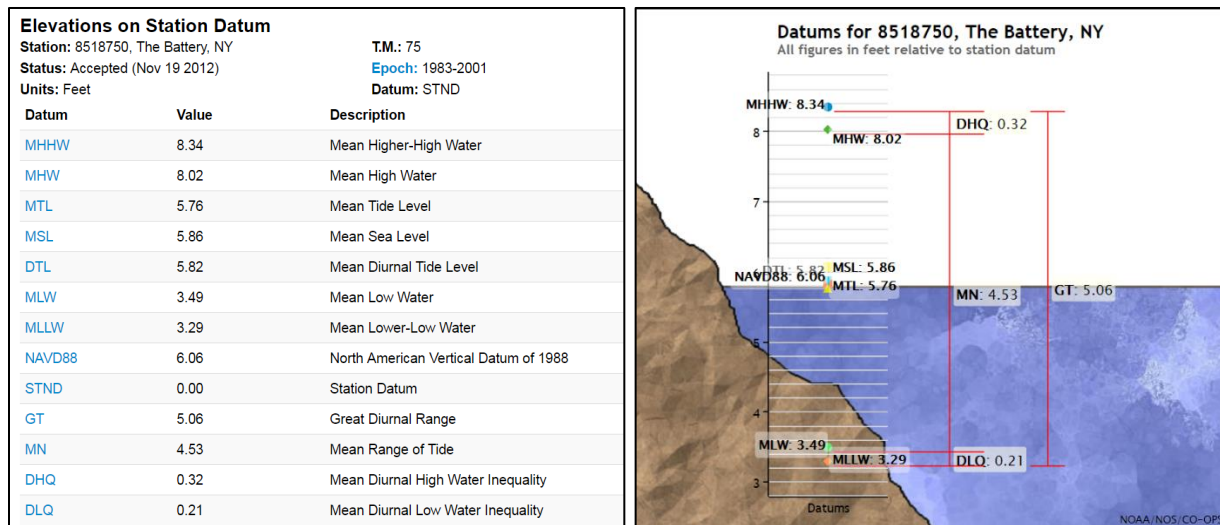 Elevations on Station Datum
Station: 8518750, The Battery, NY T.M.: 75
Status: Accepted (Nov 19 2012) Epoch: 1983-2001
Units: Feet Datum: STND
Datum Value Description
MHHW 8.34 Mean Higher-High Water
MHW 8.02 Mean High Water
MTL 5.76 Mean Tide Level
MSL 5.86 Mean Sea Level
DTL 5.82 Mean Diurnal Tide Level
MLW 3.49 Mean Low Water
MLLW 3.29 Mean Lower-Low Water
NAVD88 6.06 North American Vertical Datum of 1988
STND 0.00 Station Datum
GT 5.06 Great Diurnal Range
MN 4.53 Mean Range of Tide
DHQ 0.32 Mean Diurnal High Water Inequality
DLQ 0.21 Mean Diurnal Low Water Inequality
Datums for 8518750, The Battery, NY
All figures in feet relative to station datum
MHHW: 8.34
DHQ: 0.32
8
MHW: 8.02
7
DTL: 5.82 MSL: 5.86
NAVD88: 6.06
MTL: 5.76
MN: 4.53 GT: 5.06
5
4
MLW: 3.49
MLLW: 3.29 DLQ: 0.21
3
Datums
NOAA/NOS/CO-OPS